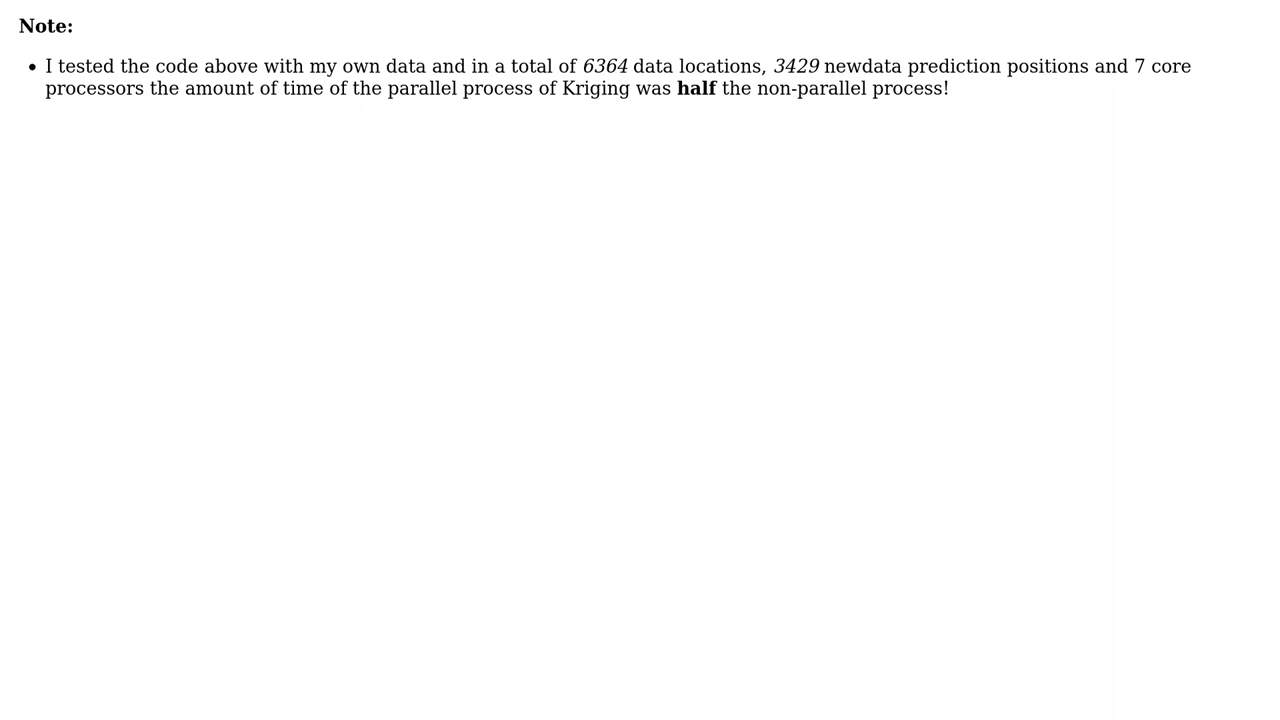 Note:
• I tested the code above with my own data and in a total of 6364 data locations, 3429 newdata prediction positions and 7 core
processors the amount of time of the parallel process of Kriging was half the non-parallel process!